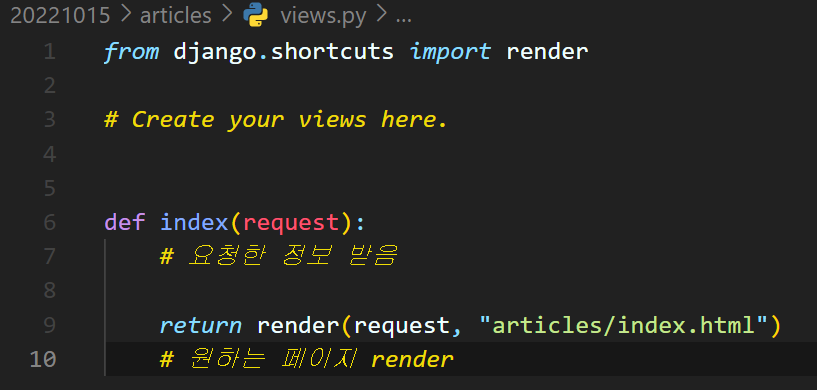 20221015 > articles > views.py > ...
1 from django.shortcuts import render
2
3 # Create your views here.
4
5
6 def index(request):
7 # 요청한 정보 받음
8
9 return render(request, "articles/index.html")
10 # 원하는 페이지 render